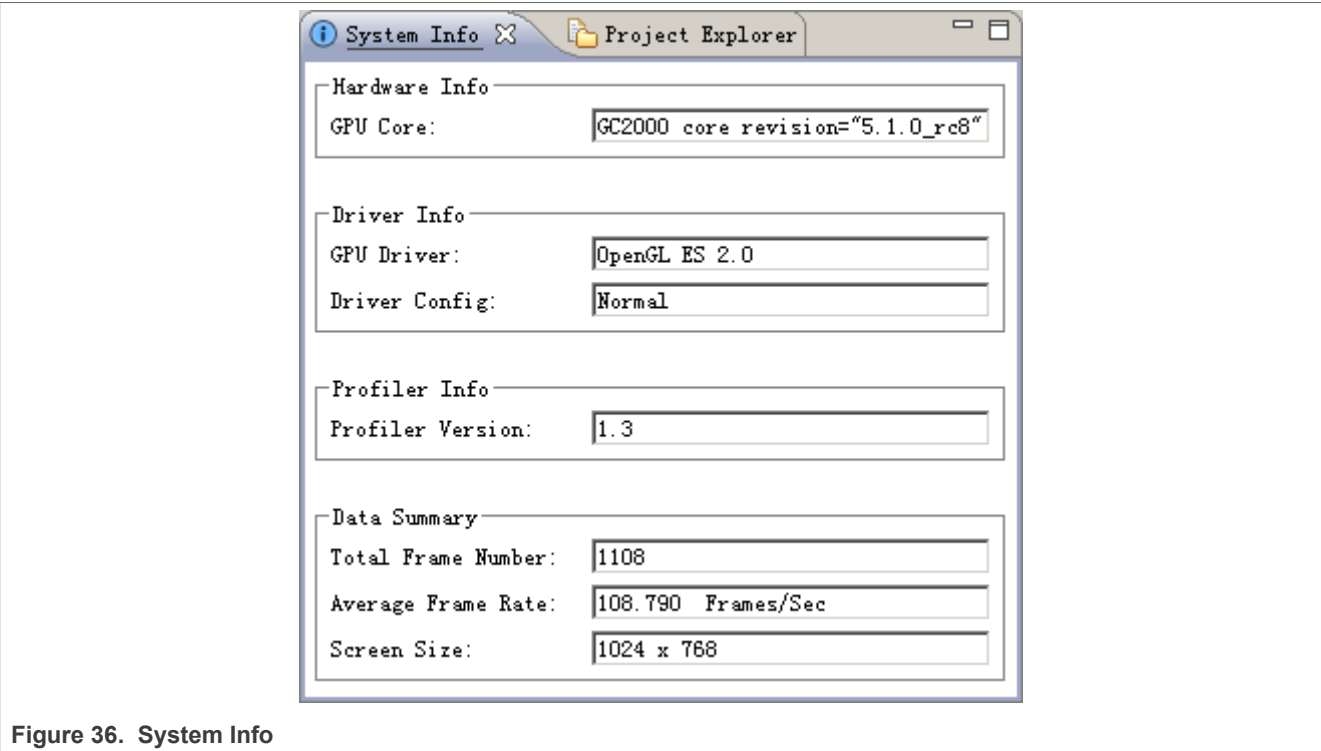 System Info Project Explorer
Hardware Info
GPU Core: GC2000 core revision="5.1.0_rc8"
Driver Info
GPU Driver: OpenGL ES 2.0
Driver Config: Normal
Profiler Info
Profiler Version: 1.3
Data Summary
Total Frame Number: 1108
Average Frame Rate: 108.790 Frames/Sec
Screen Size: 1024 x 768
Figure 36. System Info